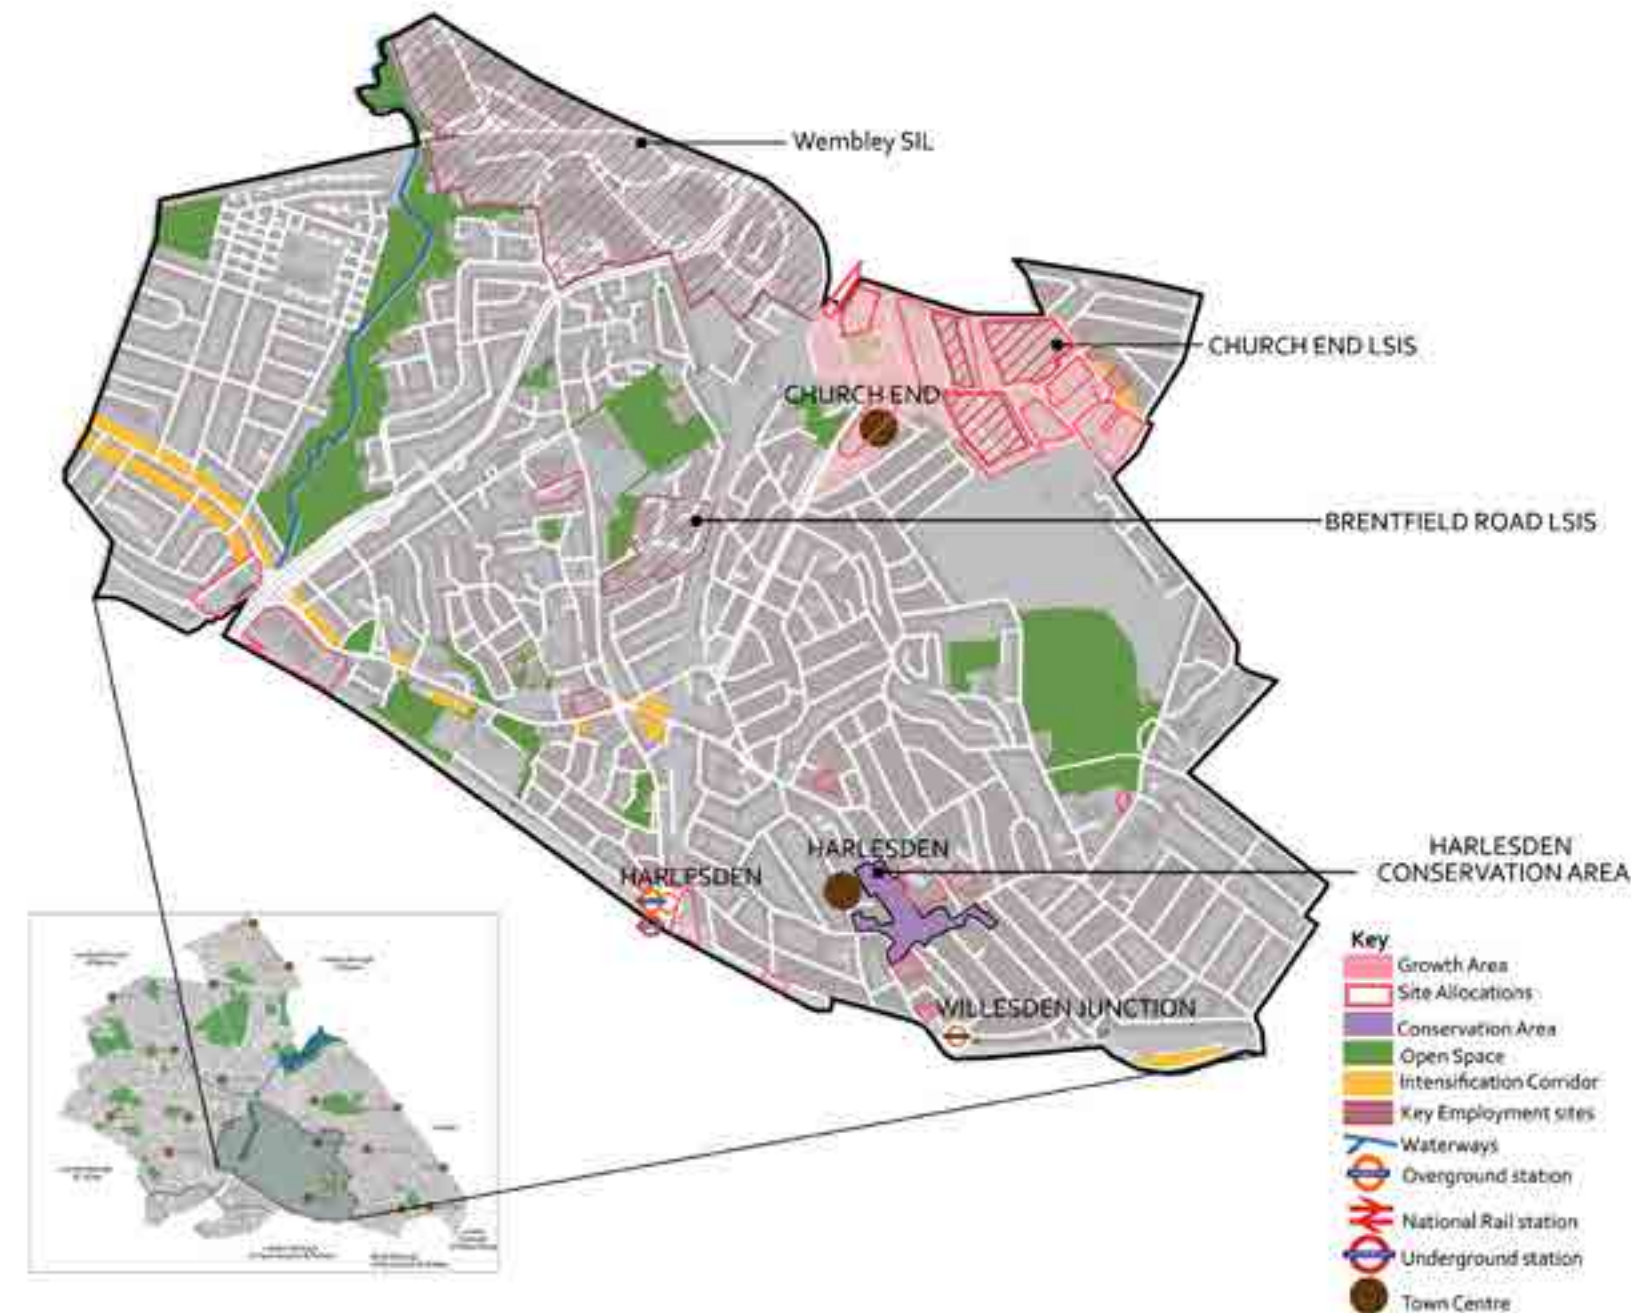 Wembley SIL
CHURCH END LSIS
CHURCH END
BRENTFIELD ROAD LSIS
HARLESDEN
HARLESDEN
HARLESDEN
CONSERVATION AREA
WILLESDEN JUNCTION
Key
Growth Area
Site Allocations
Conservation Area
Open Space
Intensification Corridor
Key Employment sites
Waterways
Overground station
National Rail station
Underground station
Town Centre